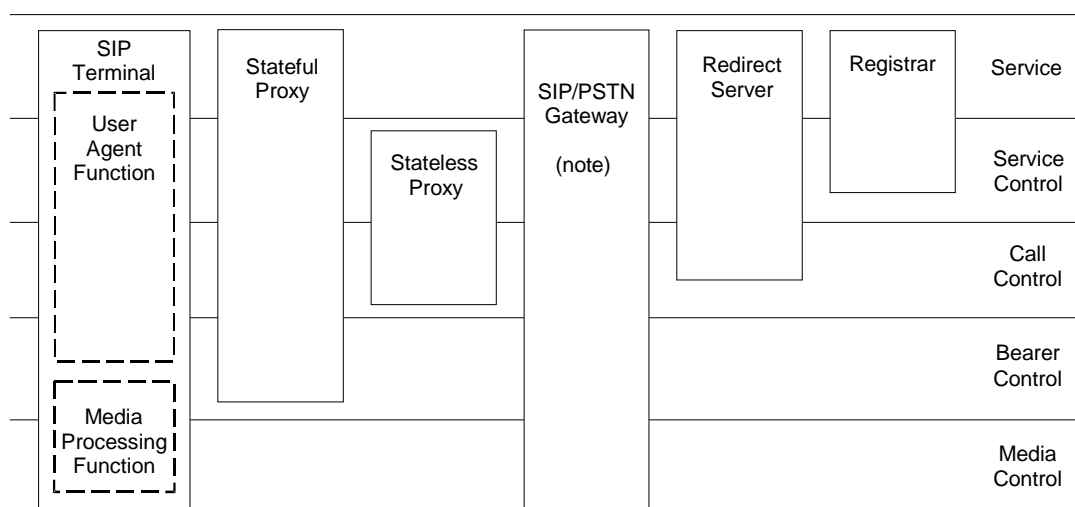 SIP
Terminal
User
Agent
Function
Media
Processing
Function
Stateful
Proxy
Stateless
Proxy
SIP/PSTN
Gateway
(note)
Redirect
Server
Registrar
Service
Service
Control
Call
Control
Bearer
Control
Media
Control